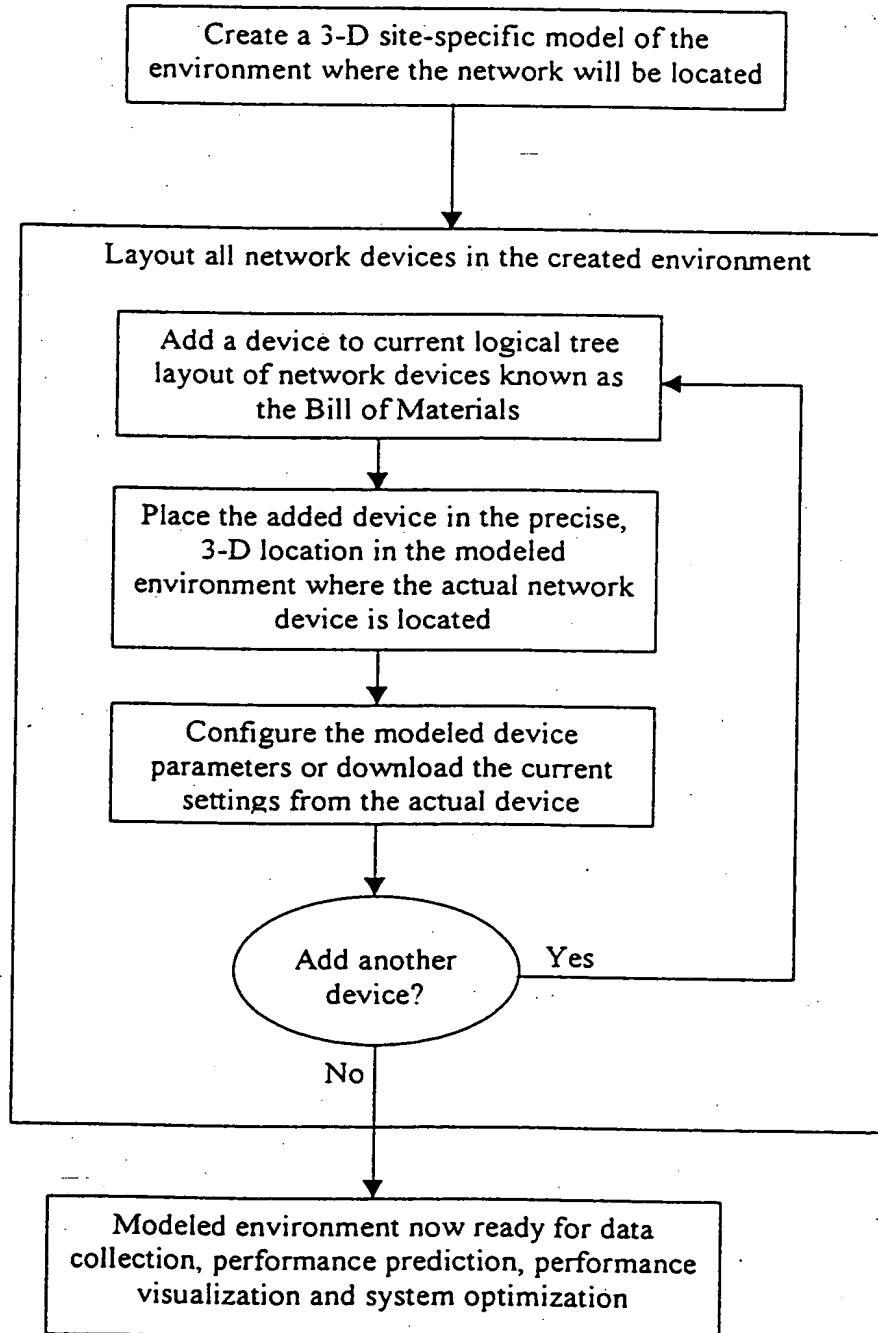 Create a 3-D site-specific model of the
environment where the network will be located
Layout all network devices in the created environment
Add a device to current logical tree
layout of network devices known as
the Bill of Materials
Place the added device in the precise,
3-D location in the modeled
environment where the actual network
device is located
Configure the modeled device
parameters or download the current
settings from the actual device
Add another
device?
Yes
No
Modeled environment now ready for data
collection, performance prediction, performance
visualization and system optimization